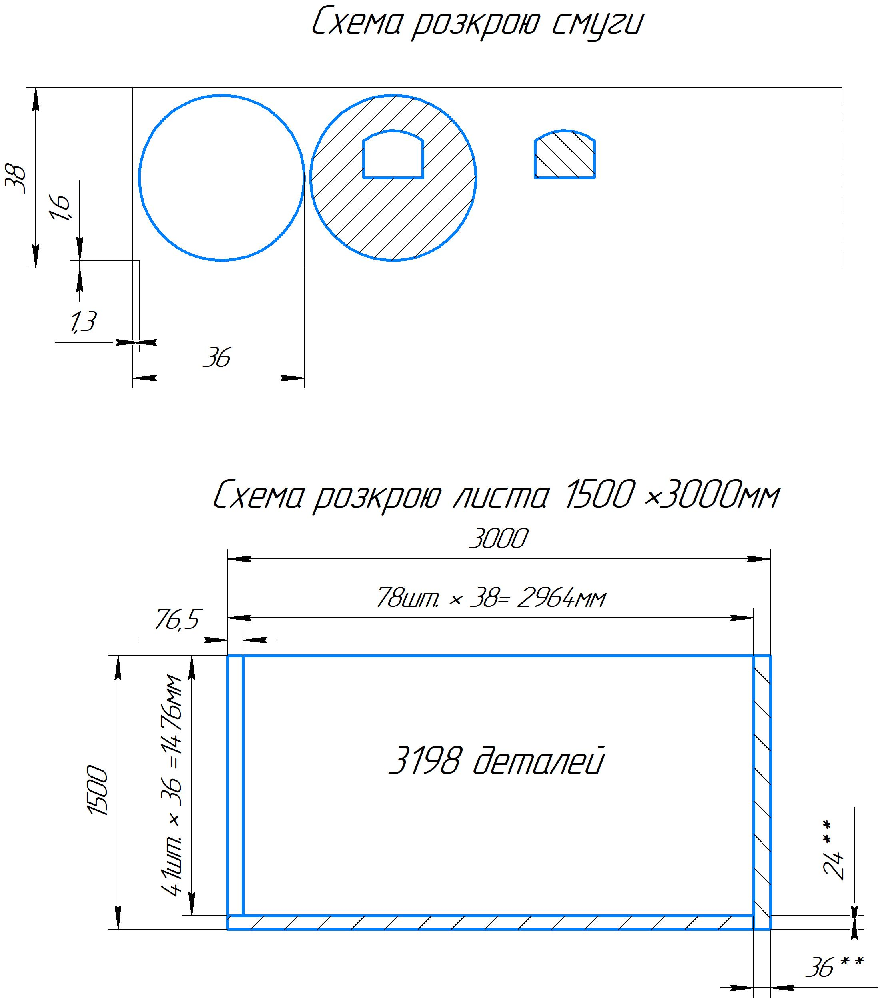 Схема розкрою смуги
38
1,6
1,3
36
Схема розкрою листа 1500 ×3000мм
3000
78шт. × 38= 2964мм
76,5
1500
41шт. × 36 =1476мм
3198 деталей
24**
36**